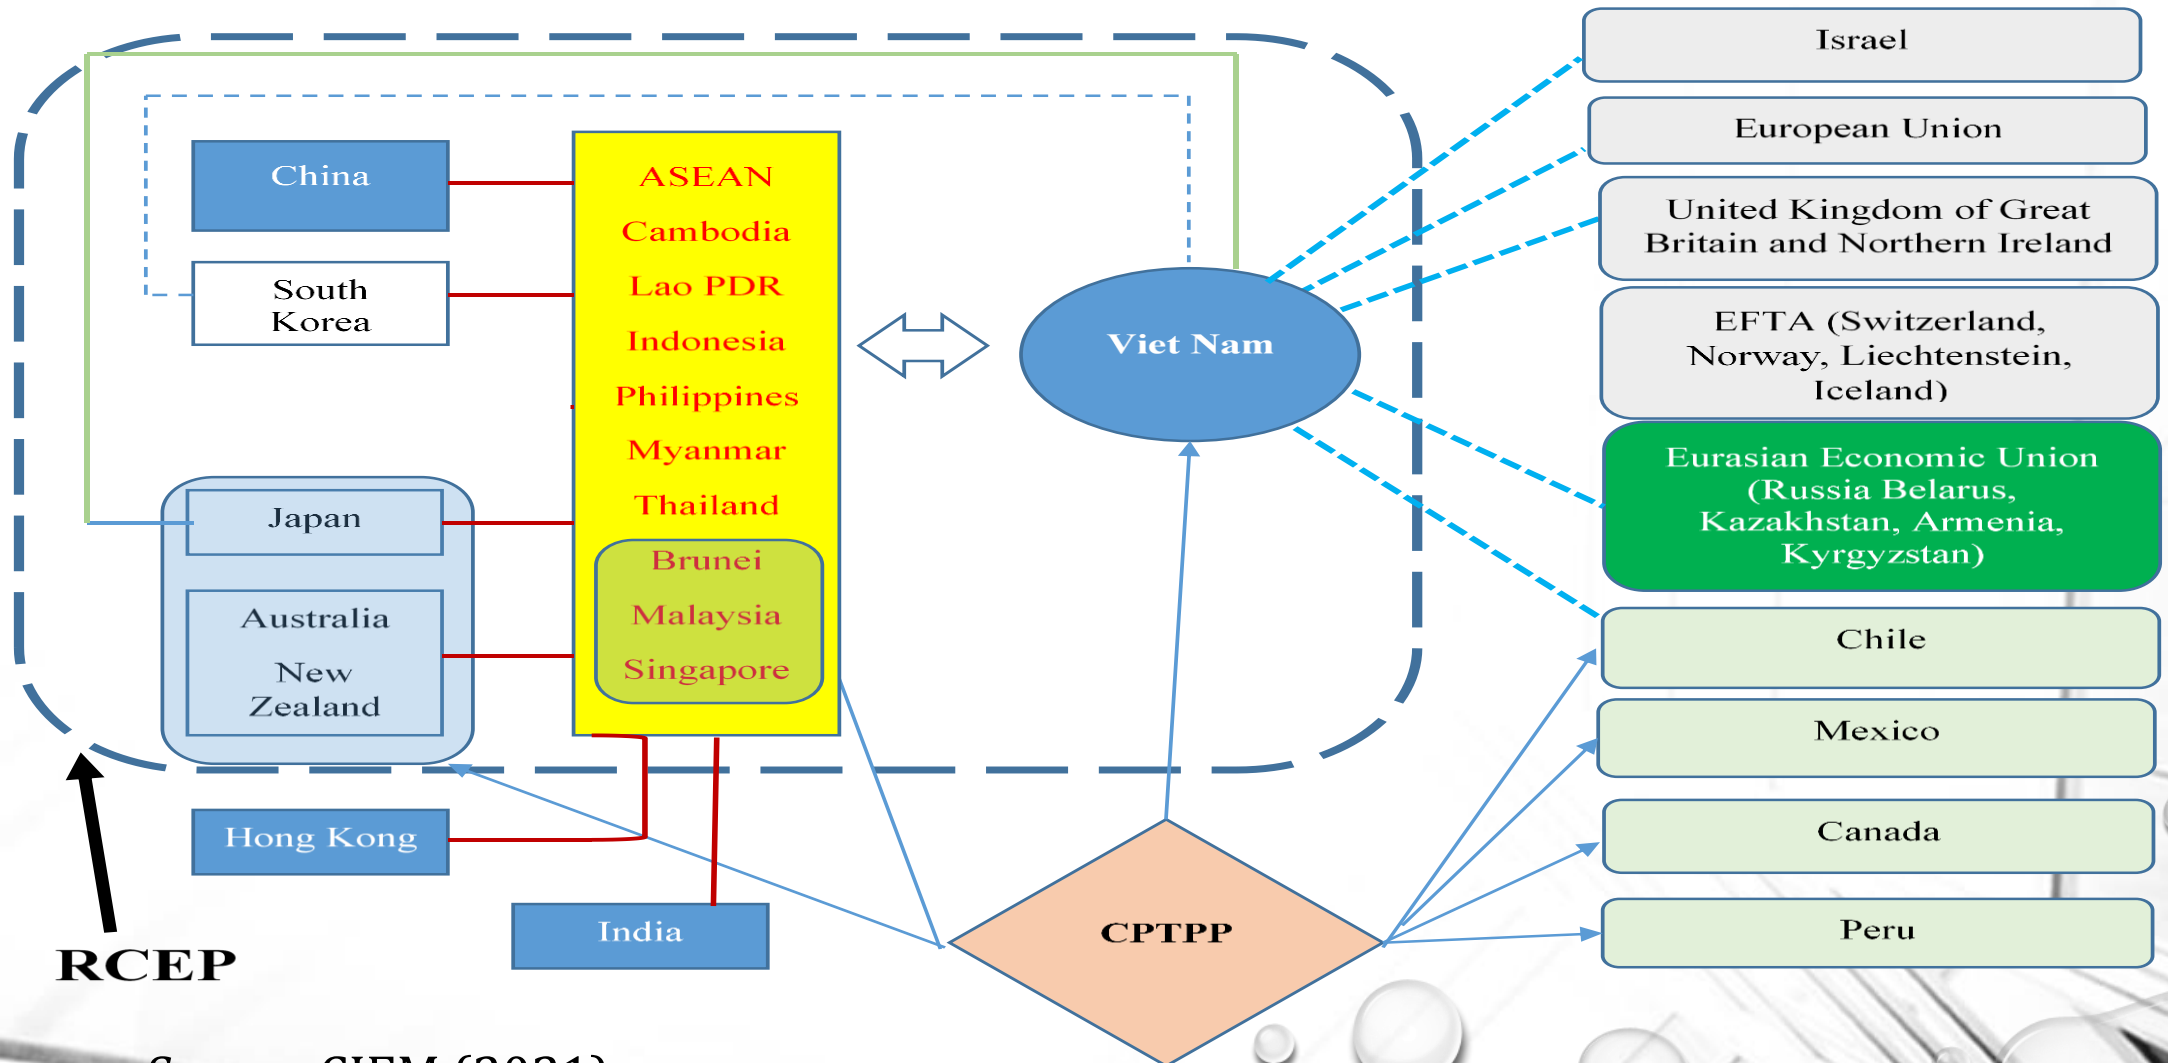 China
South
Korea
Japan
Australia
New
Zealand
Hong Kong
India
RCEP
ASEAN
Cambodia
Lao PDR
Indonesia
Philippines
Myanmar
Thailand
Brunei
Malaysia
Singapore
Viet Nam
CPTPP
Israel
European Union
United Kingdom of Great
Britain and Northern Ireland
EFTA (Switzerland,
Norway, Liechtenstein,
Iceland)
Eurasian Economic Union
(Russia Belarus,
Kazakhstan, Armenia,
Kyrgyzstan)
Chile
Mexico
Canada
Peru
CIEM (2021)